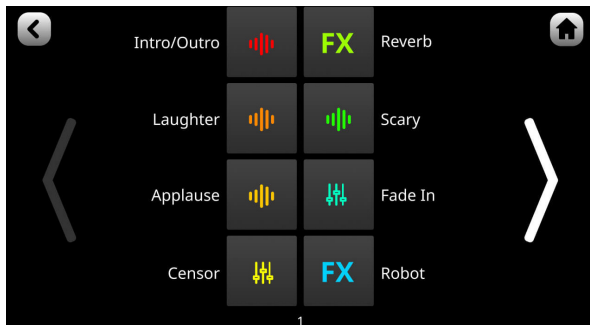 Intro/Outro FX Reverb
Laughter Scary
Applause Fade In
Censor FX Robot
1